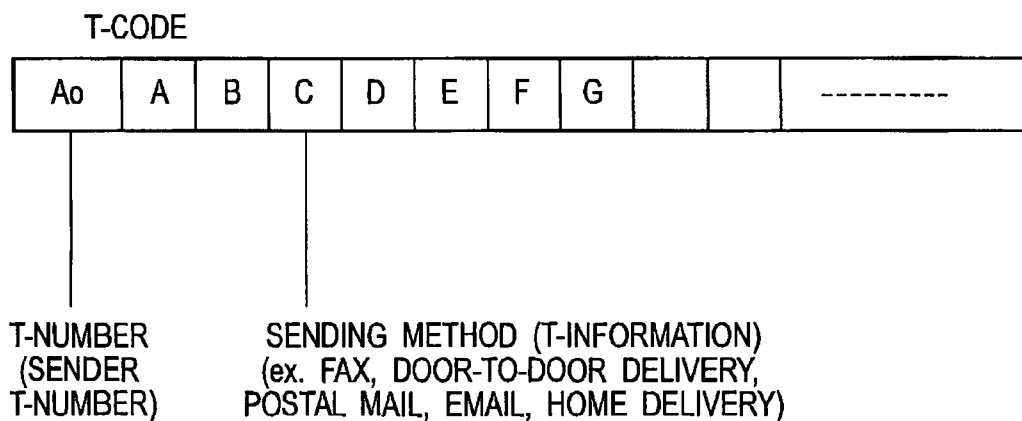 T-CODE
Ao A B C D E F G ---------
T-NUMBER
(SENDER
T-NUMBER)
SENDING METHOD (T-INFORMATION)
(ex. FAX, DOOR-TO-DOOR DELIVERY,
POSTAL MAIL, EMAIL, HOME DELIVERY)